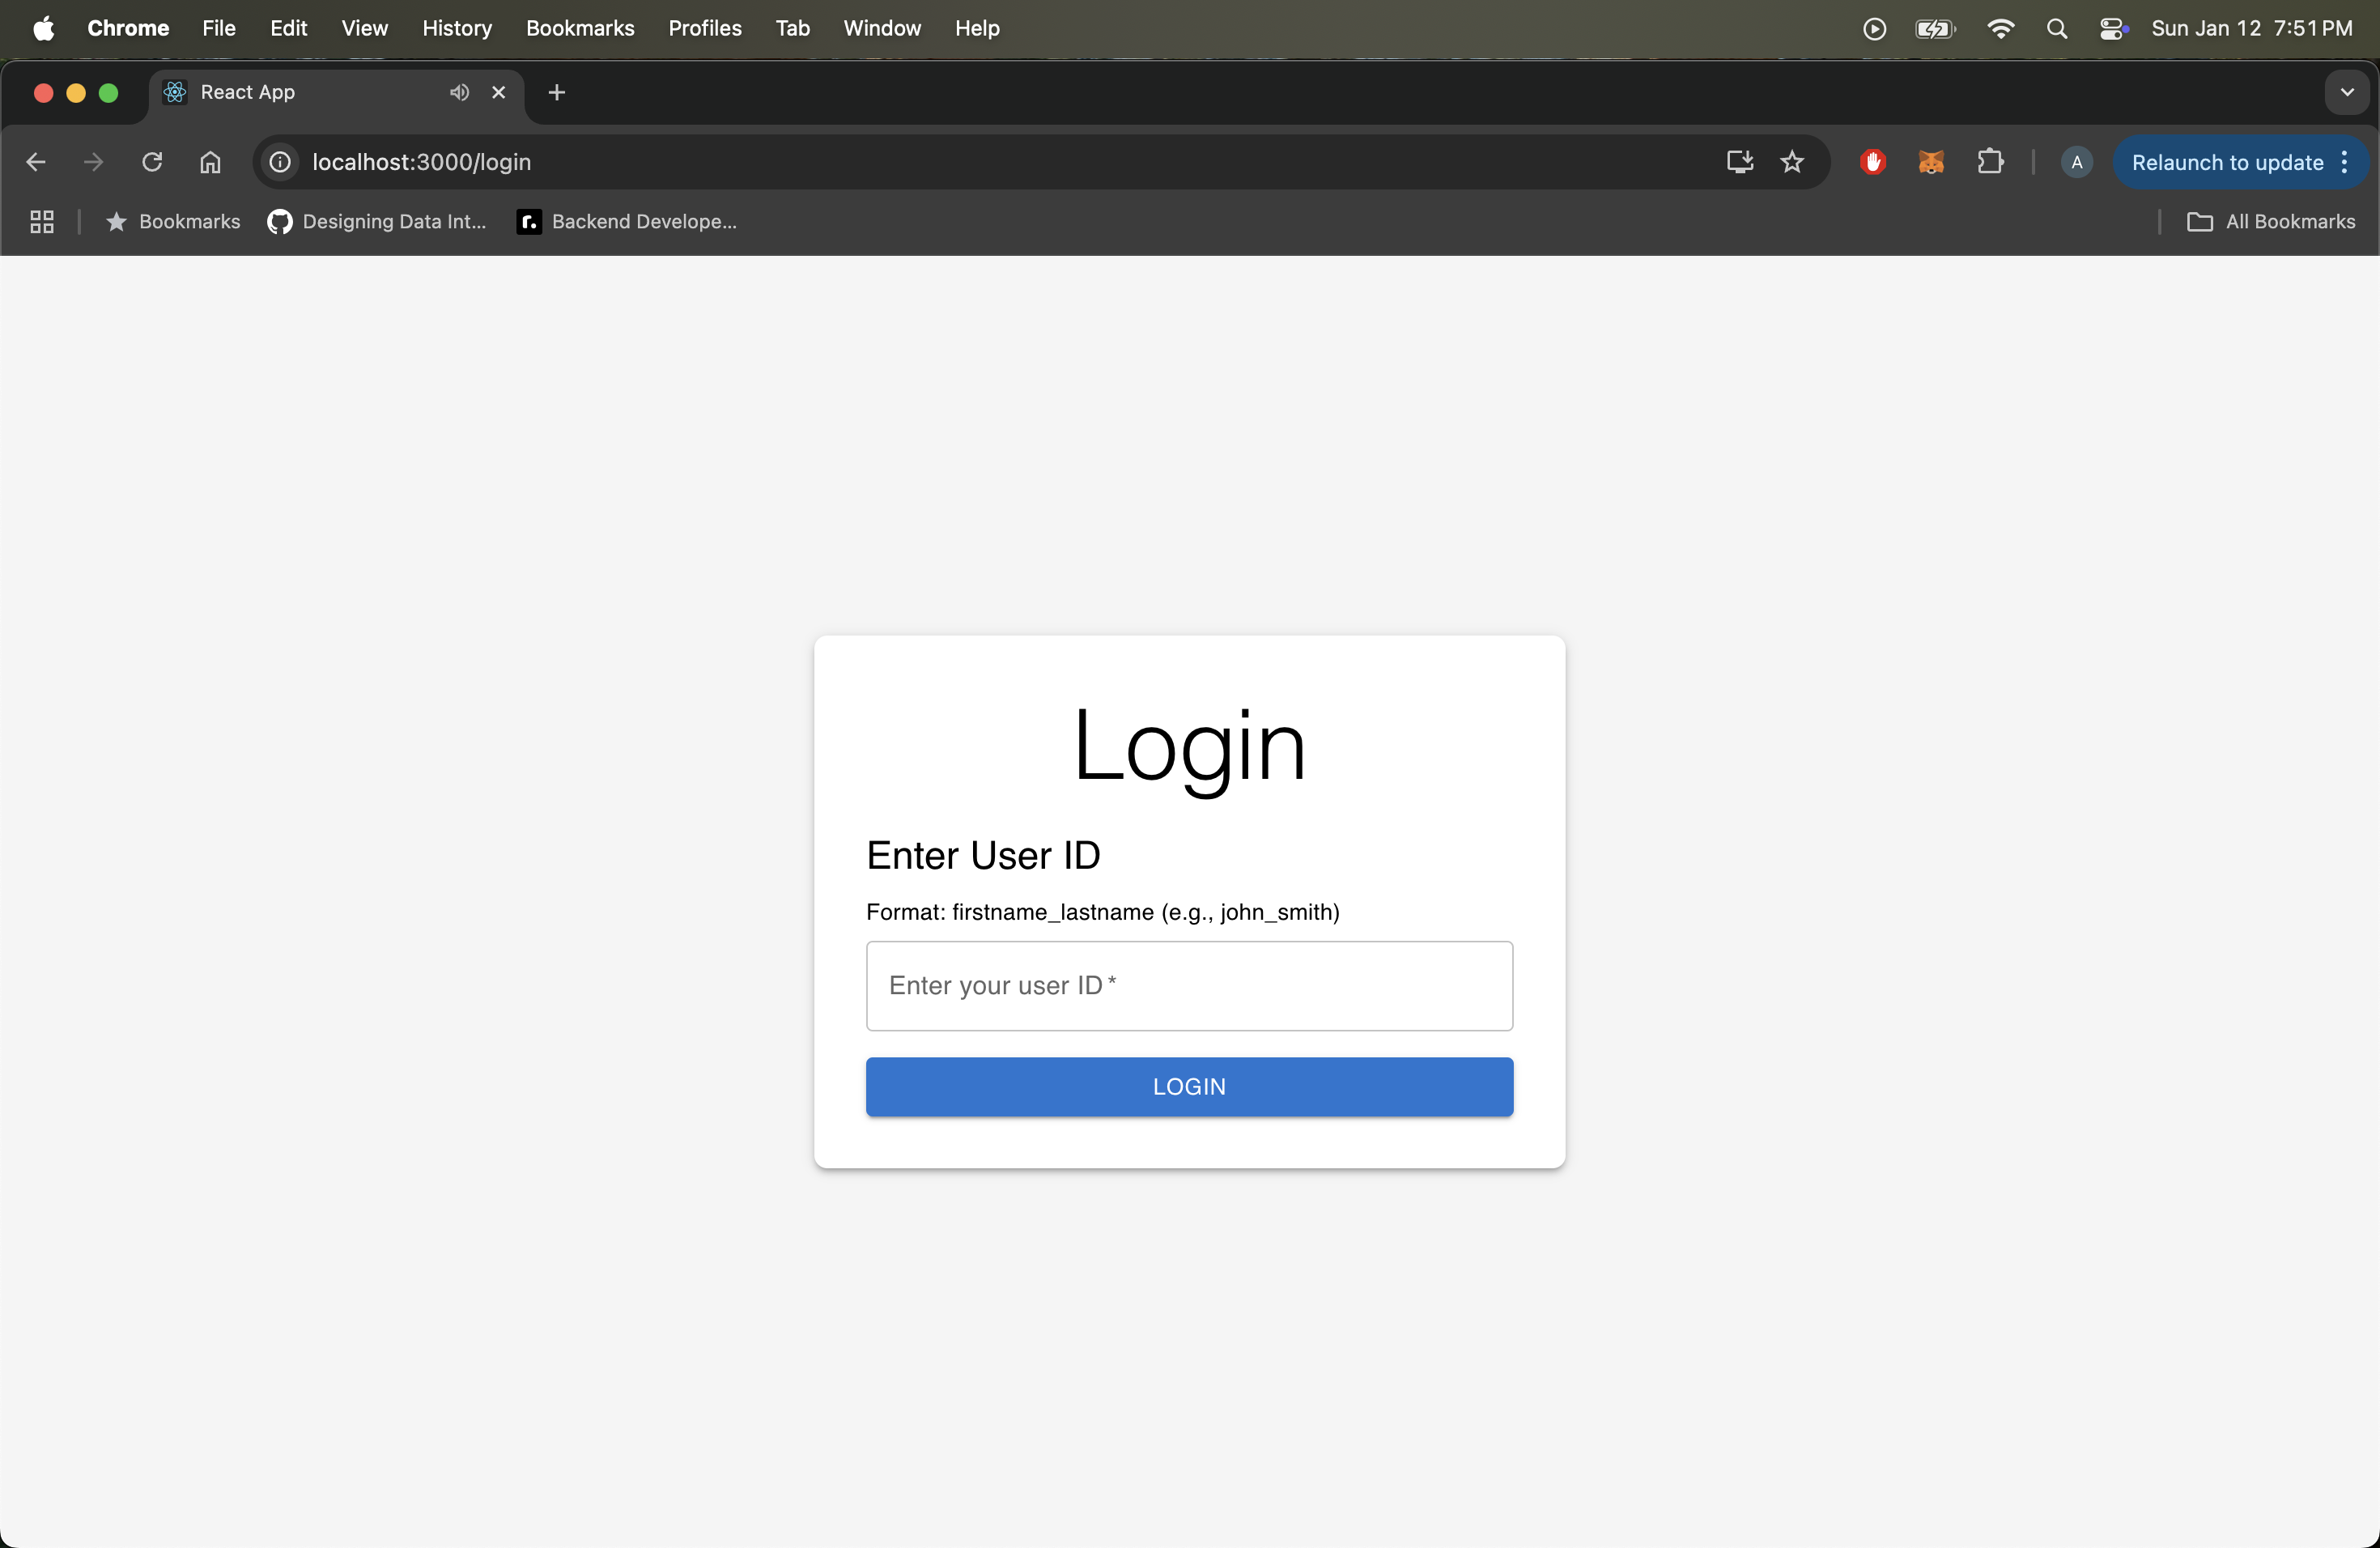 Chrome File Edit View History Bookmarks Profiles Tab Window Help Sun Jan 12 7:51 PM
React App
localhost:3000/login A Relaunch to update
Bookmarks Designing Data Int... r. Backend Develope... All Bookmarks
Login
Enter User ID
Format: firstname_lastname (e.g., john_smith)
Enter your user ID *
LOGIN